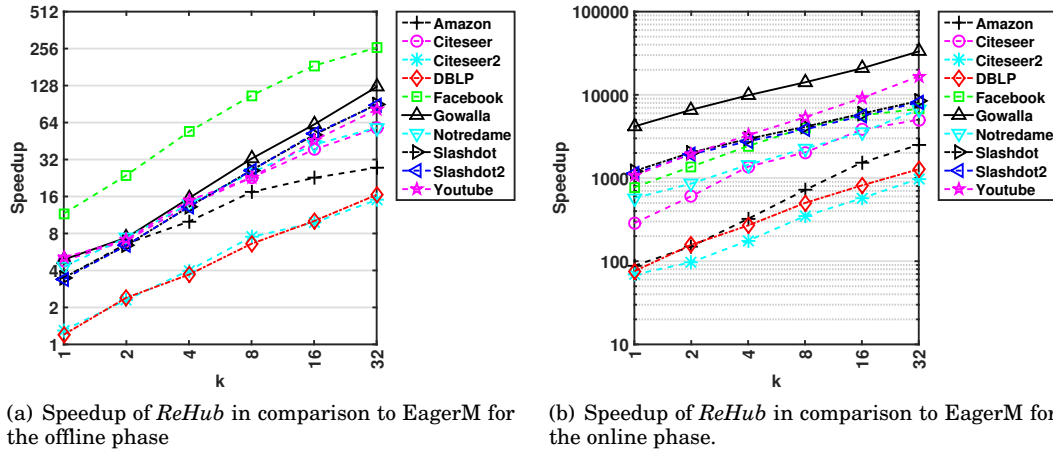 512
256
128
64
32
16
8
4
2
1
Speedup
1 2 4 8 16 32
k
Amazon
Citeseer
Citeseer2
DBLP
Facebook
Gowalla
Notredame
Slashdot
Slashdot2
Youtube
(a) Speedup of ReHub in comparison to EagerM for
the offline phase
100000
10000
1000
100
10
Speedup
1 2 4 8 16 32
k
Amazon
Citeseer
Citeseer2
DBLP
Facebook
Gowalla
Notredame
Slashdot
Slashdot2
Youtube
(b) Speedup of ReHub in comparison to EagerM for
the online phase.